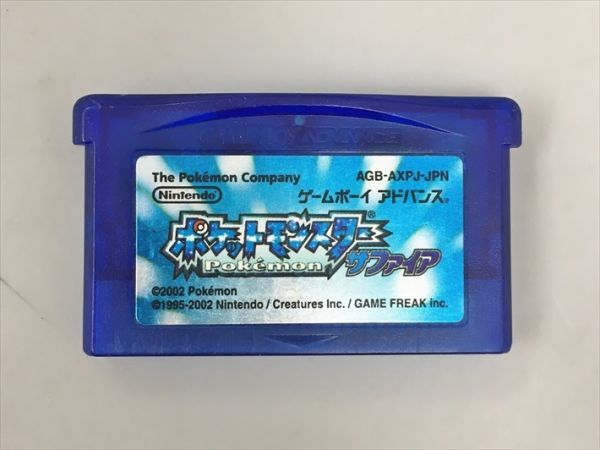 GAME BOY ADVANCE
The Pokémon Company AGB-AXPJ-JPN
Nintendo ゲームボーイ アドバンス®
ポケットモンスター®
Pokémon サファイア
©2002 Pokémon
©1995-2002 Nintendo / Creatures Inc. / GAME FREAK inc.